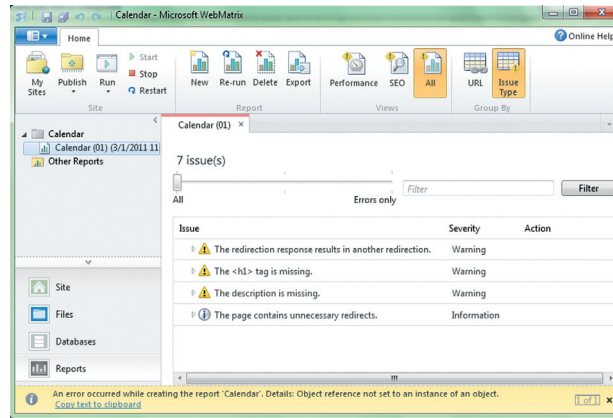 Calendar - Microsoft WebMatrix
Home
Online Help
My Sites
Publish
Run
Start
Stop
Restart
Site
New
Re-run
Delete
Export
Report
Performance
SEO
All
Views
URL
Issue Type
Group By
Calendar
Calendar (01) (3/1/2011 11
Other Reports
Site
Files
Databases
Reports
Calendar (01) ×
7 issue(s)
All
Errors only
Filter
Filter
Issue Severity Action
The redirection response results in another redirection. Warning
The <h1> tag is missing. Warning
The description is missing. Warning
The page contains unnecessary redirects. Information
An error occurred while creating the report 'Calendar'. Details: Object reference not set to an instance of an object.
Copy text to clipboard
1 of 1